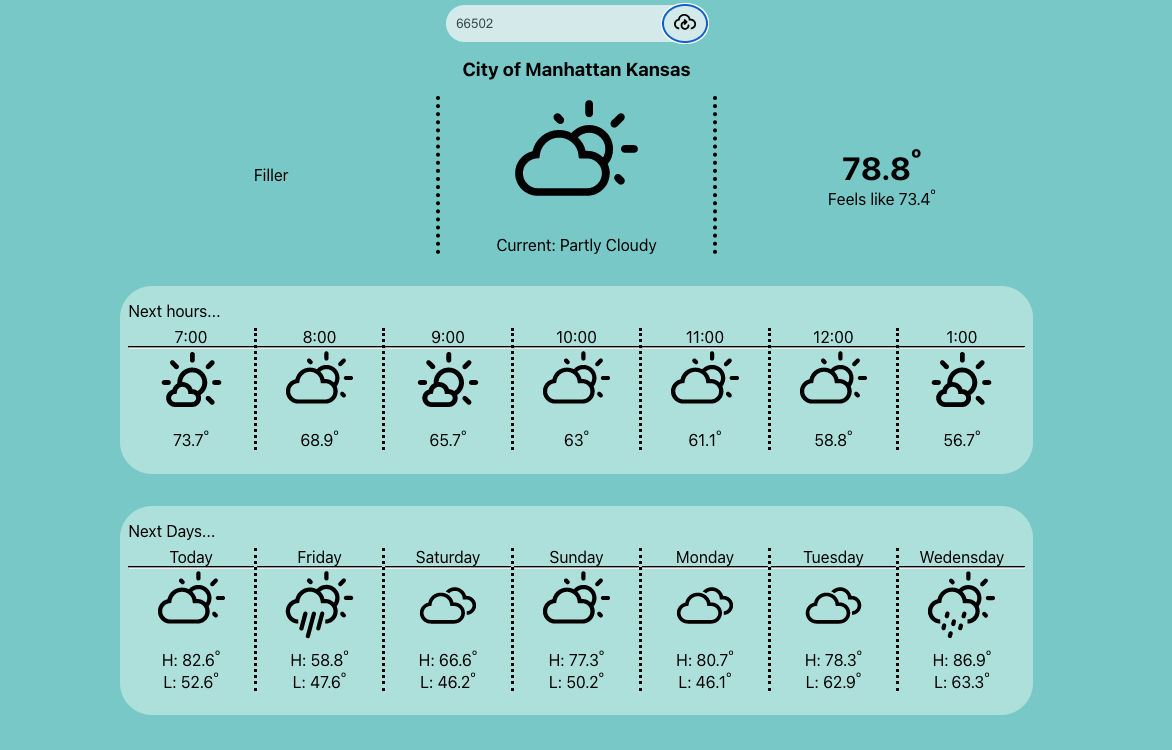 66502
City of Manhattan Kansas
Filler
78.8°
Feels like 73.4°
Current: Partly Cloudy
Next hours...
7:00 8:00 9:00 10:00 11:00 12:00 1:00
73.7° 68.9° 65.7° 63° 61.1° 58.8° 56.7°
Next Days...
Today Friday Saturday Sunday Monday Tuesday Wedensday
H: 82.6° H: 58.8° H: 66.6° H: 77.3° H: 80.7° H: 78.3° H: 86.9°
L: 52.6° L: 47.6° L: 46.2° L: 50.2° L: 46.1° L: 62.9° L: 63.3°